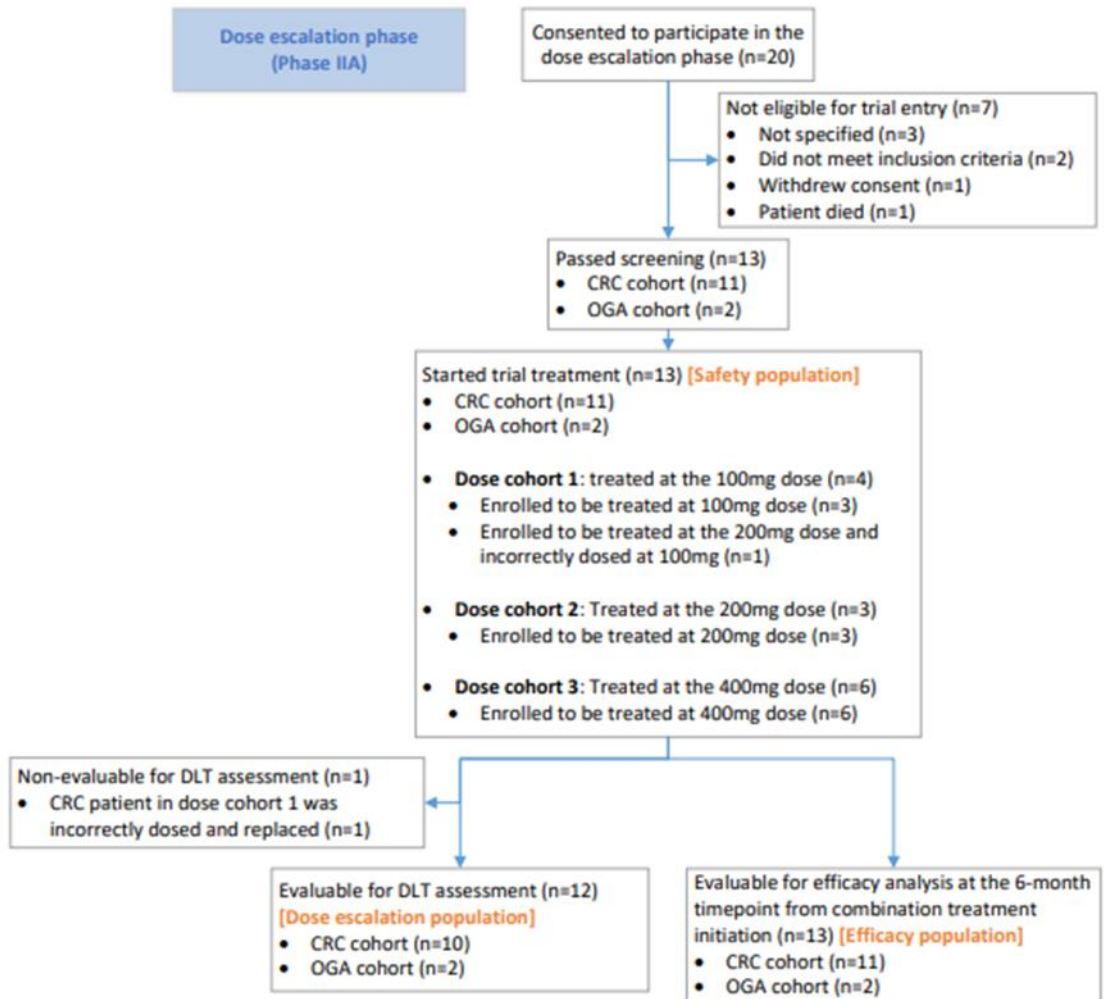 Dose escalation phase
(Phase IIA)
Consented to participate in the
dose escalation phase (n=20)
Not eligible for trial entry (n=7)
• Not specified (n=3)
• Did not meet inclusion criteria (n=2)
• Withdrew consent (n=1)
• Patient died (n=1)
Passed screening (n=13)
• CRC cohort (n=11)
• OGA cohort (n=2)
Started trial treatment (n=13) [Safety population]
• CRC cohort (n=11)
• OGA cohort (n=2)
• Dose cohort 1: treated at the 100mg dose (n=4)
• Enrolled to be treated at 100mg dose (n=3)
• Enrolled to be treated at the 200mg dose and
incorrectly dosed at 100mg (n=1)
• Dose cohort 2: Treated at the 200mg dose (n=3)
• Enrolled to be treated at 200mg dose (n=3)
• Dose cohort 3: Treated at the 400mg dose (n=6)
• Enrolled to be treated at 400mg dose (n=6)
Non-evaluable for DLT assessment (n=1)
• CRC patient in dose cohort 1 was
incorrectly dosed and replaced (n=1)
Evaluable for DLT assessment (n=12)
[Dose escalation population]
• CRC cohort (n=10)
• OGA cohort (n=2)
Evaluable for efficacy analysis at the 6-month
timepoint from combination treatment
initiation (n=13) [Efficacy population]
• CRC cohort (n=11)
• OGA cohort (n=2)